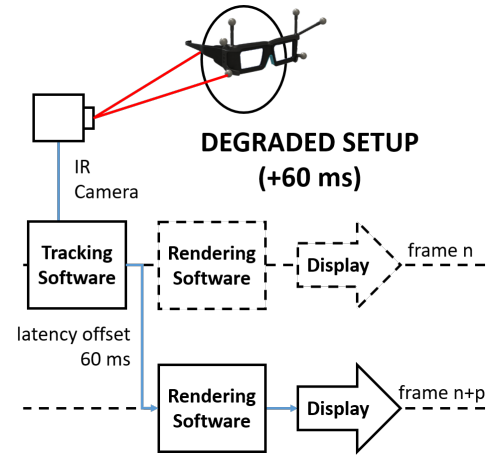 DEGRADED SETUP
(+60 ms)
IR
Camera
Tracking
Software
Rendering
Software
Display
frame n
latency offset
60 ms
Rendering
Software
Display
frame n+p